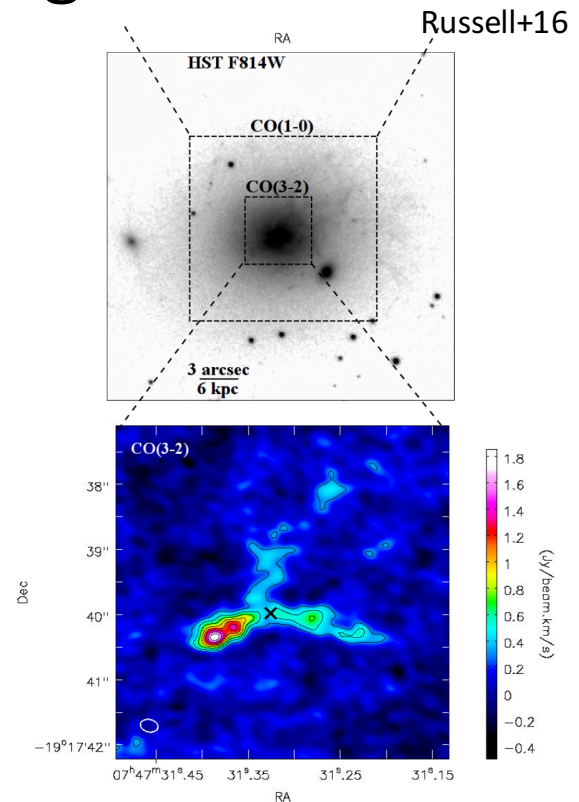 Russell+16
RA
HST F814W
CO(1-0)
CO(3-2)
3 arcsec
6 kpc
CO(3-2)
38"
39"
40"
41"
−19°17'42"
Dec
07ʰ47ᵐ31ˢ.45 31ˢ.35 31ˢ.25 31ˢ.15
RA
1.8
1.6
1.4
1.2
1
0.8
0.6
0.4
0.2
0
−0.2
−0.4
(Jy/beam.km/s)